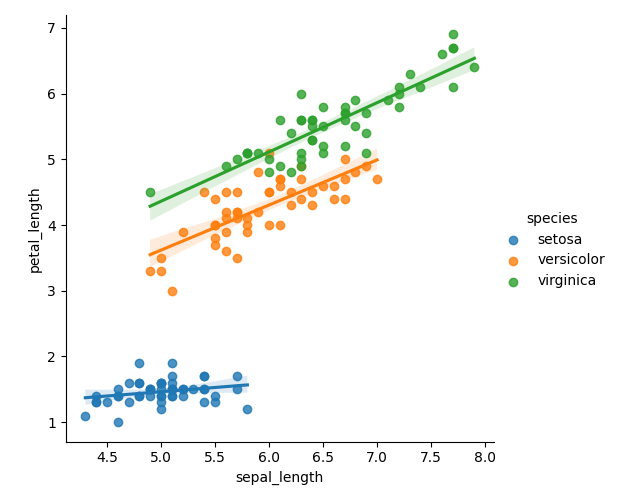 7
6
5
4
3
2
1
petal_length
4.5 5.0 5.5 6.0 6.5 7.0 7.5 8.0
sepal_length
species
setosa
versicolor
virginica